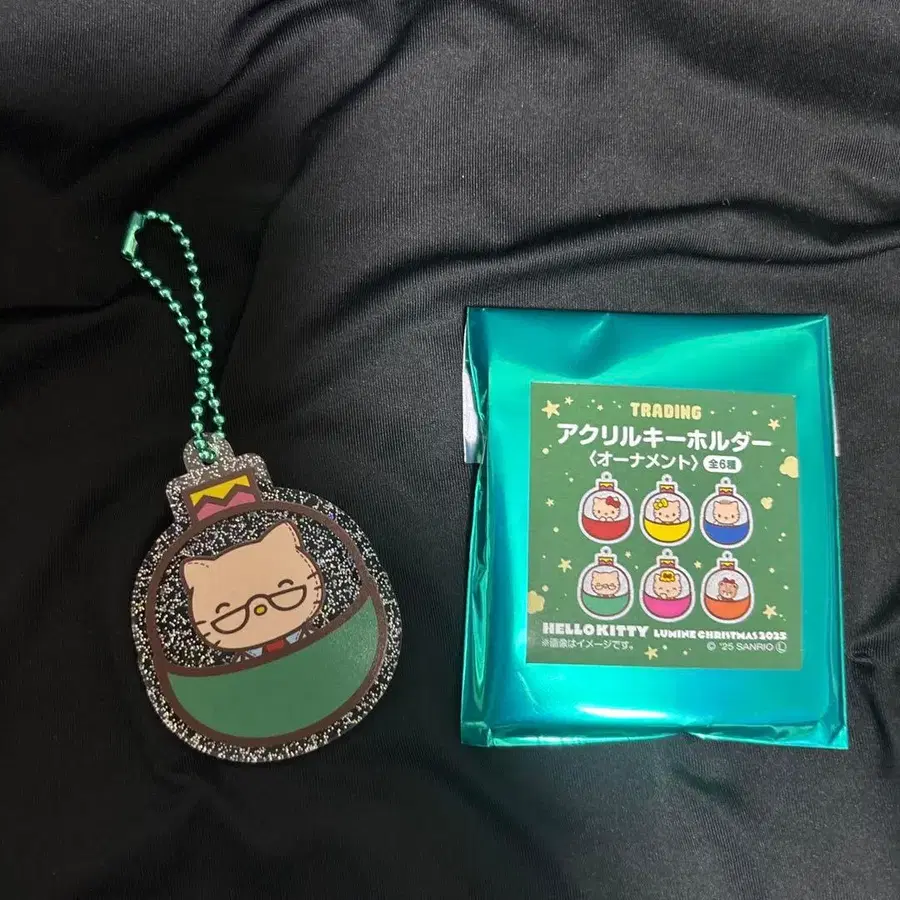 TRADING
アクリルキーホルダー
〈オーナメント〉 全6種
HELLO KITTY LUMINE CHRISTMAS 2025
※画像はイメージです。 © '25 SANRIO Ⓛ